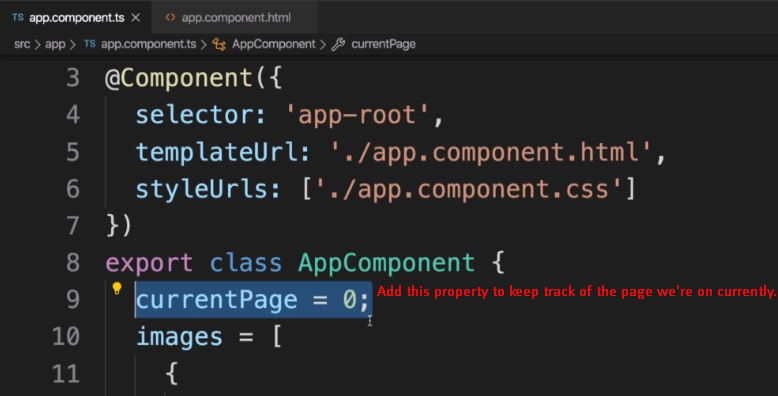 TS app.component.ts × <> app.component.html
src > app > TS app.component.ts > AppComponent > currentPage
3 @Component({
4 selector: 'app-root',
5 templateUrl: './app.component.html',
6 styleUrls: ['./app.component.css']
7 })
8 export class AppComponent {
9 currentPage = 0; Add this property to keep track of the page we're on currently.
10 images = [
11 {